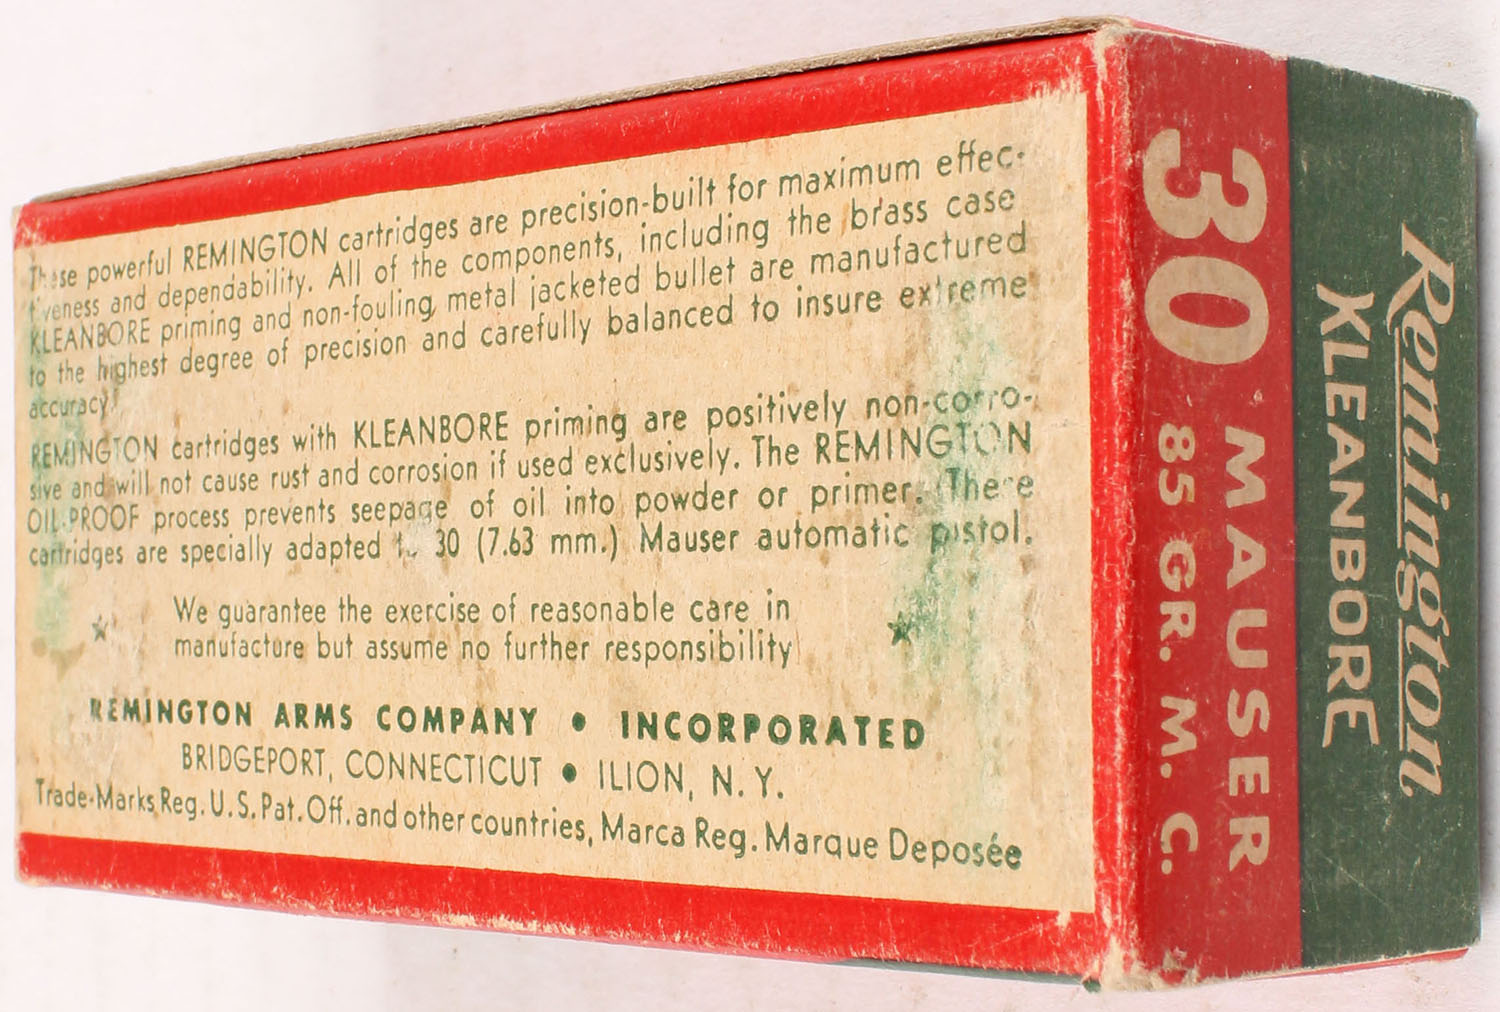 These powerful REMINGTON cartridges are precision-built for maximum effec-
tiveness and dependability. All of the components, including the brass case
KLEANBORE priming and non-fouling, metal jacketed bullet are manufactured
to the highest degree of precision and carefully balanced to insure extreme
accuracy.
REMINGTON cartridges with KLEANBORE priming are positively non-corro-
sive and will not cause rust and corrosion if used exclusively. The REMINGTON
OIL-PROOF process prevents seepage of oil into powder or primer. These
cartridges are specially adapted to 30 (7.63 mm.) Mauser automatic pistol.
We guarantee the exercise of reasonable care in
manufacture but assume no further responsibility
REMINGTON ARMS COMPANY • INCORPORATED
BRIDGEPORT, CONNECTICUT • ILION, N. Y.
Trade-Marks Reg. U.S. Pat. Off. and other countries, Marca Reg. Marque Deposée
Remington
KLEANBORE
30 MAUSER
85 GR. M. C.